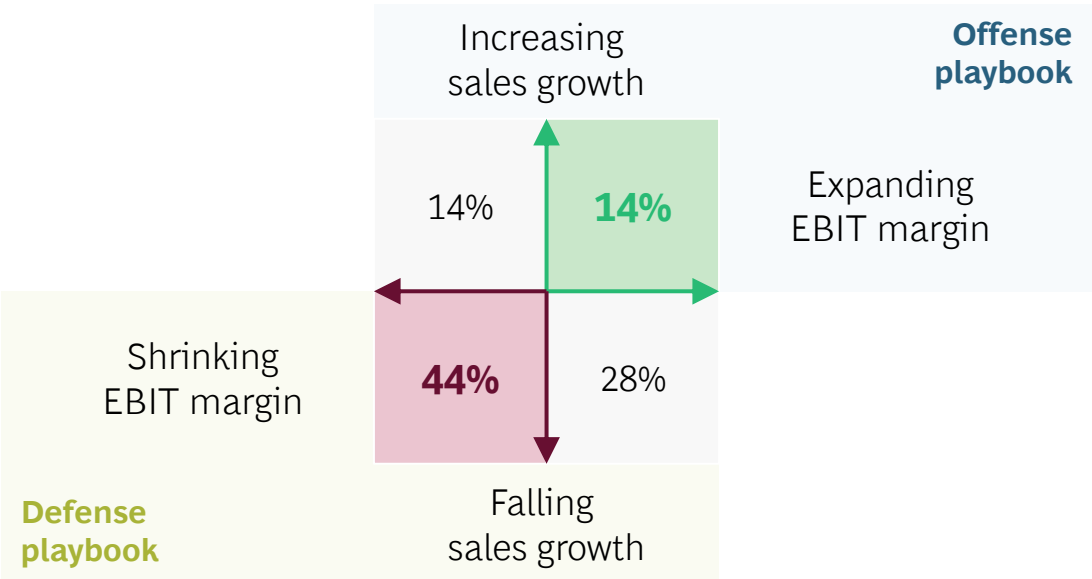 Increasing
sales growth
Offense
playbook
14%
14%
Expanding
EBIT margin
Shrinking
EBIT margin
44%
28%
Defense
playbook
Falling
sales growth